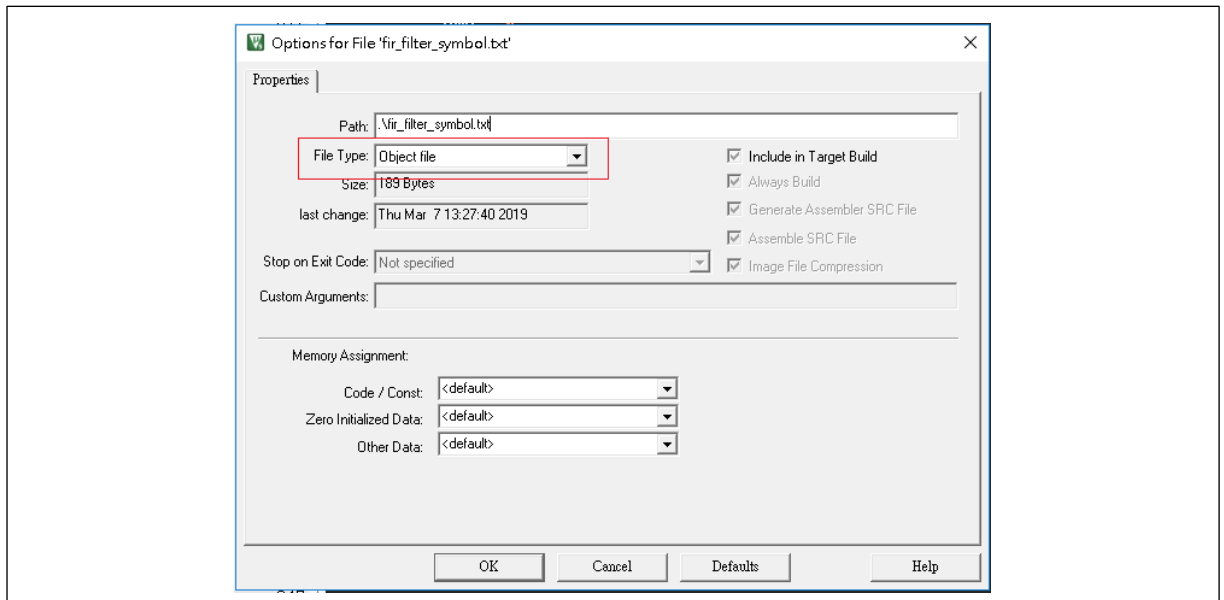 Options for File 'fir_filter_symbol.txt'
Properties
Path: .\fir_filter_symbol.txt
File Type: Object file
Include in Target Build
Size: 189 Bytes
Always Build
last change: Thu Mar 7 13:27:40 2019
Generate Assembler SRC File
Assemble SRC File
Stop on Exit Code: Not specified
Image File Compression
Custom Arguments:
Memory Assignment:
Code / Const: <default>
Zero Initialized Data: <default>
Other Data: <default>
OK Cancel Defaults Help